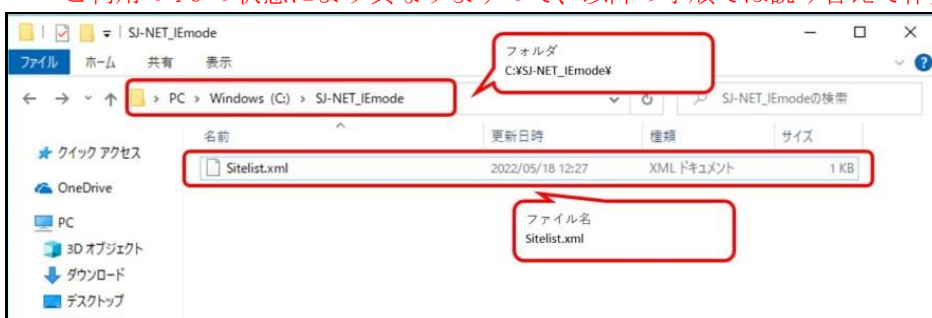 SJ-NET_IEmode
ファイル ホーム 共有 表示
フォルダ
C:¥SJ-NET_IEmode¥
PC › Windows (C:) › SJ-NET_IEmode
SJ-NET_IEmodeの検索
名前 更新日時 種類 サイズ
クイック アクセス
Sitelist.xml 2022/05/18 12:27 XML ドキュメント 1 KB
OneDrive
ファイル名
Sitelist.xml
PC
3D オブジェクト
ダウンロード
デスクトップ